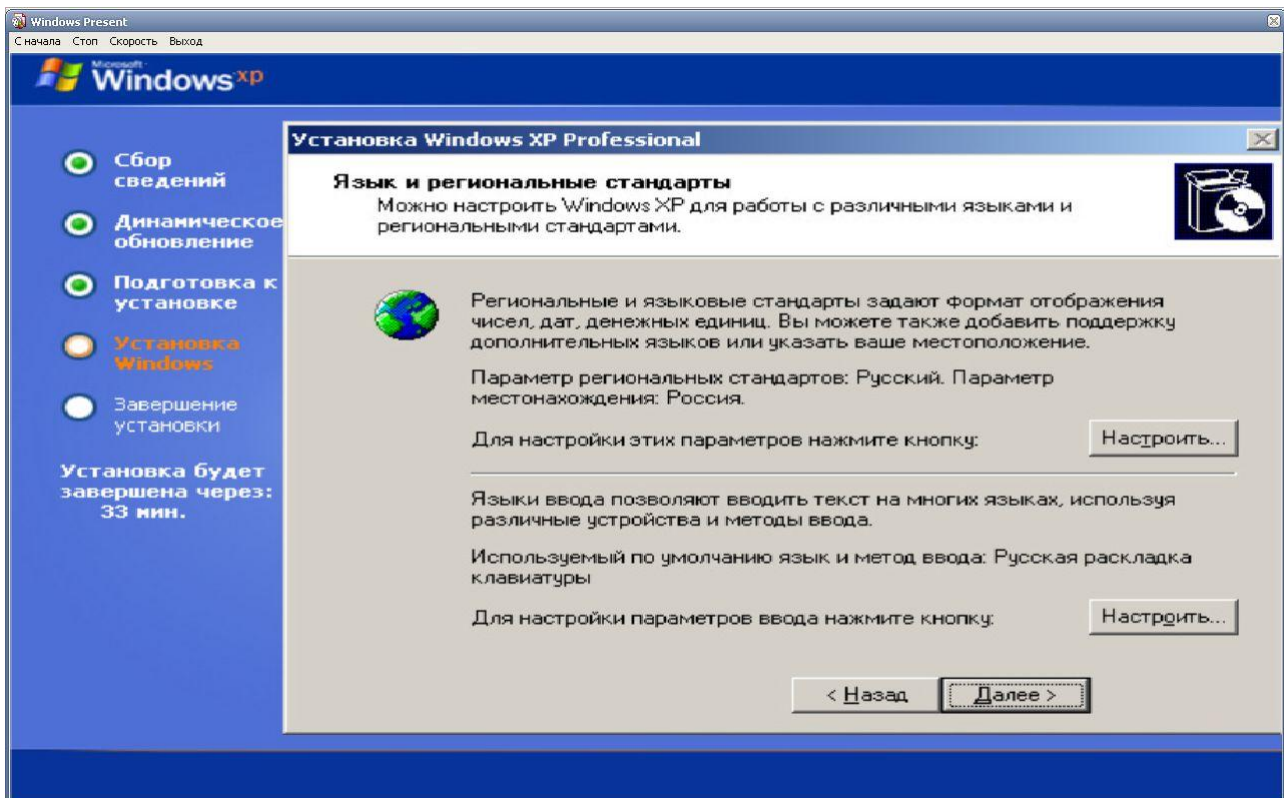 Windows Present
С начала Стоп Скорость Выход
Microsoft
Windows xp
Сбор
сведений
Динамическое
обновление
Подготовка к
установке
Установка
Windows
Завершение
установки
Установка будет
завершена через:
33 мин.
Установка Windows XP Professional
Язык и региональные стандарты
Можно настроить Windows XP для работы с различными языками и
региональными стандартами.
Региональные и языковые стандарты задают формат отображения
чисел, дат, денежных единиц. Вы можете также добавить поддержку
дополнительных языков или указать ваше местоположение.
Параметр региональных стандартов: Русский. Параметр
местонахождения: Россия.
Для настройки этих параметров нажмите кнопку:
Настроить...
Языки ввода позволяют вводить текст на многих языках, используя
различные устройства и методы ввода.
Используемый по умолчанию язык и метод ввода: Русская раскладка
клавиатуры
Для настройки параметров ввода нажмите кнопку:
Настроить...
< Назад
Далее >